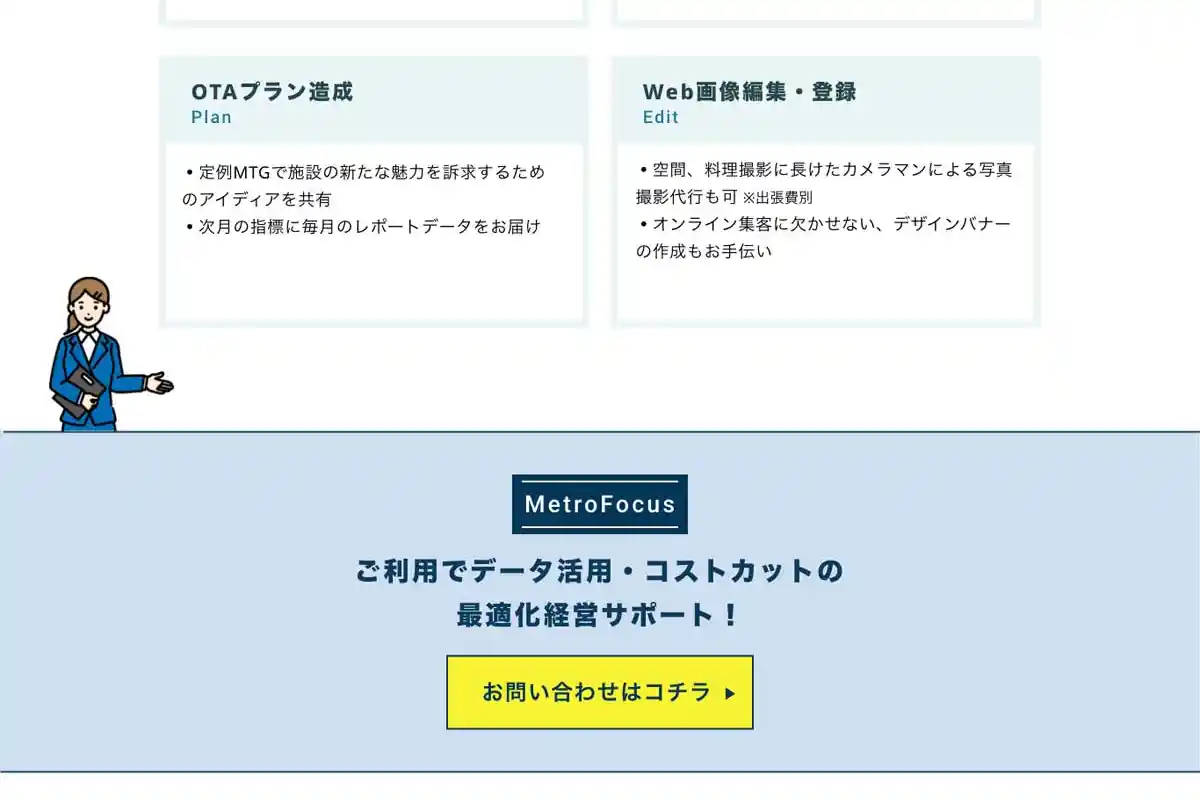 OTAプラン造成
Plan
・定例MTGで施設の新たな魅力を訴求するため
のアイディアを共有
・次月の指標に毎月のレポートデータをお届け
Web画像編集・登録
Edit
・空間、料理撮影に長けたカメラマンによる写真
撮影代行も可 ※出張費別
・オンライン集客に欠かせない、デザインバナー
の作成もお手伝い
MetroFocus
ご利用でデータ活用・コストカットの
最適化経営サポート！
お問い合わせはコチラ ▶